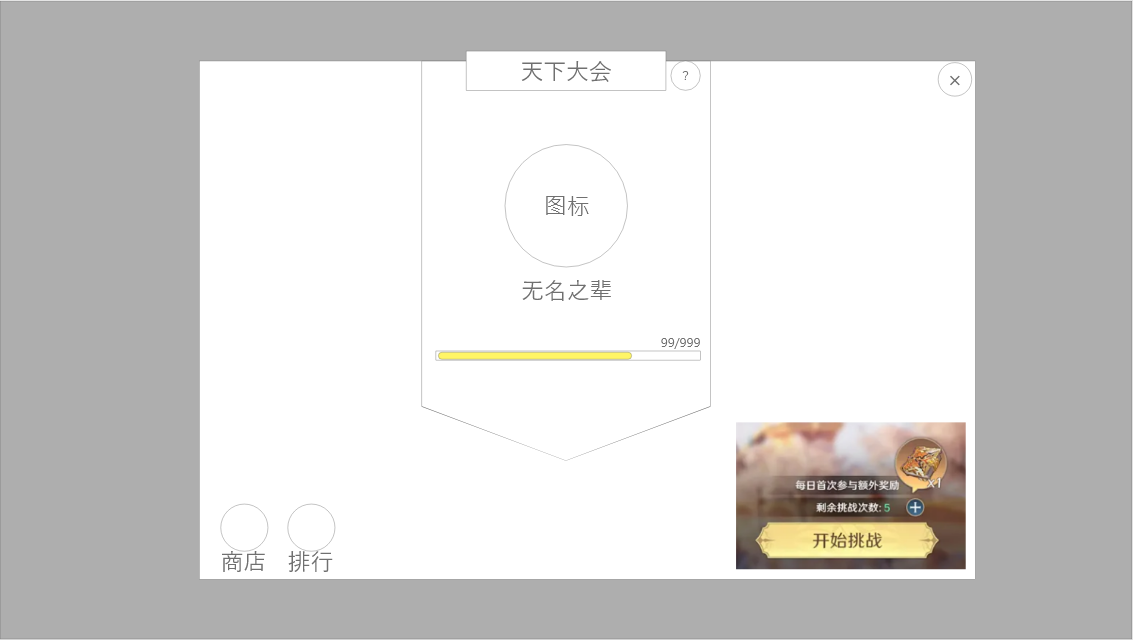 天下大会
?
×
图标
无名之辈
99/999
每日首次参与额外奖励
x1
剩余挑战次数: 5
开始挑战
商店
排行